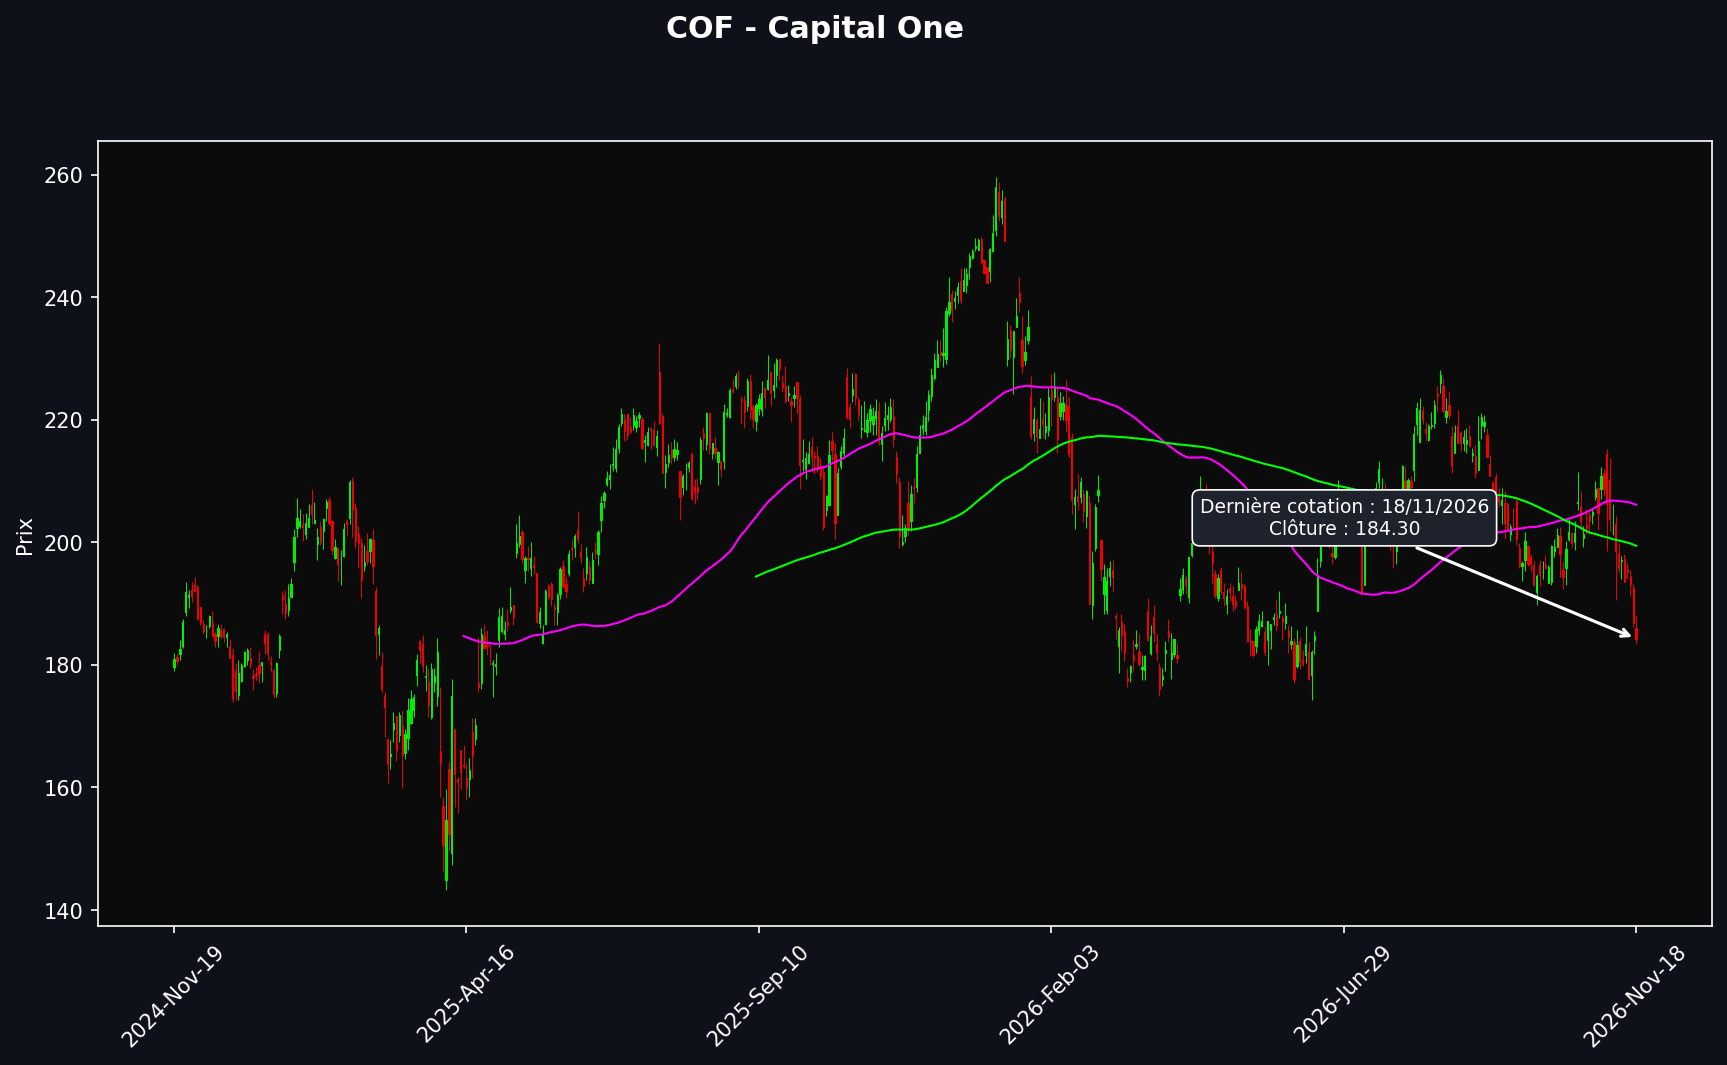 COF - Capital One
Prix
260
240
220
200
180
160
140
Dernière cotation : 18/11/2026
Clôture : 184.30
2024-Nov-19
2025-Apr-16
2025-Sep-10
2026-Feb-03
2026-Jun-29
2026-Nov-18